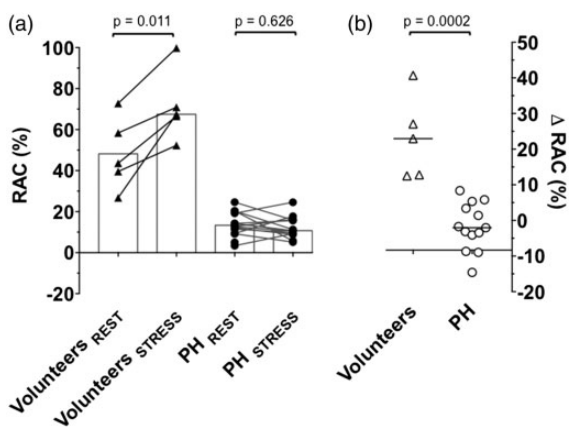 (a)
p = 0.011
p = 0.626
(b)
p = 0.0002
RAC (%)
100
80
60
40
20
0
-20
Volunteers REST
Volunteers STRESS
PH REST
PH STRESS
50
40
30
20
10
0
-10
-20
Δ RAC (%)
Volunteers
PH